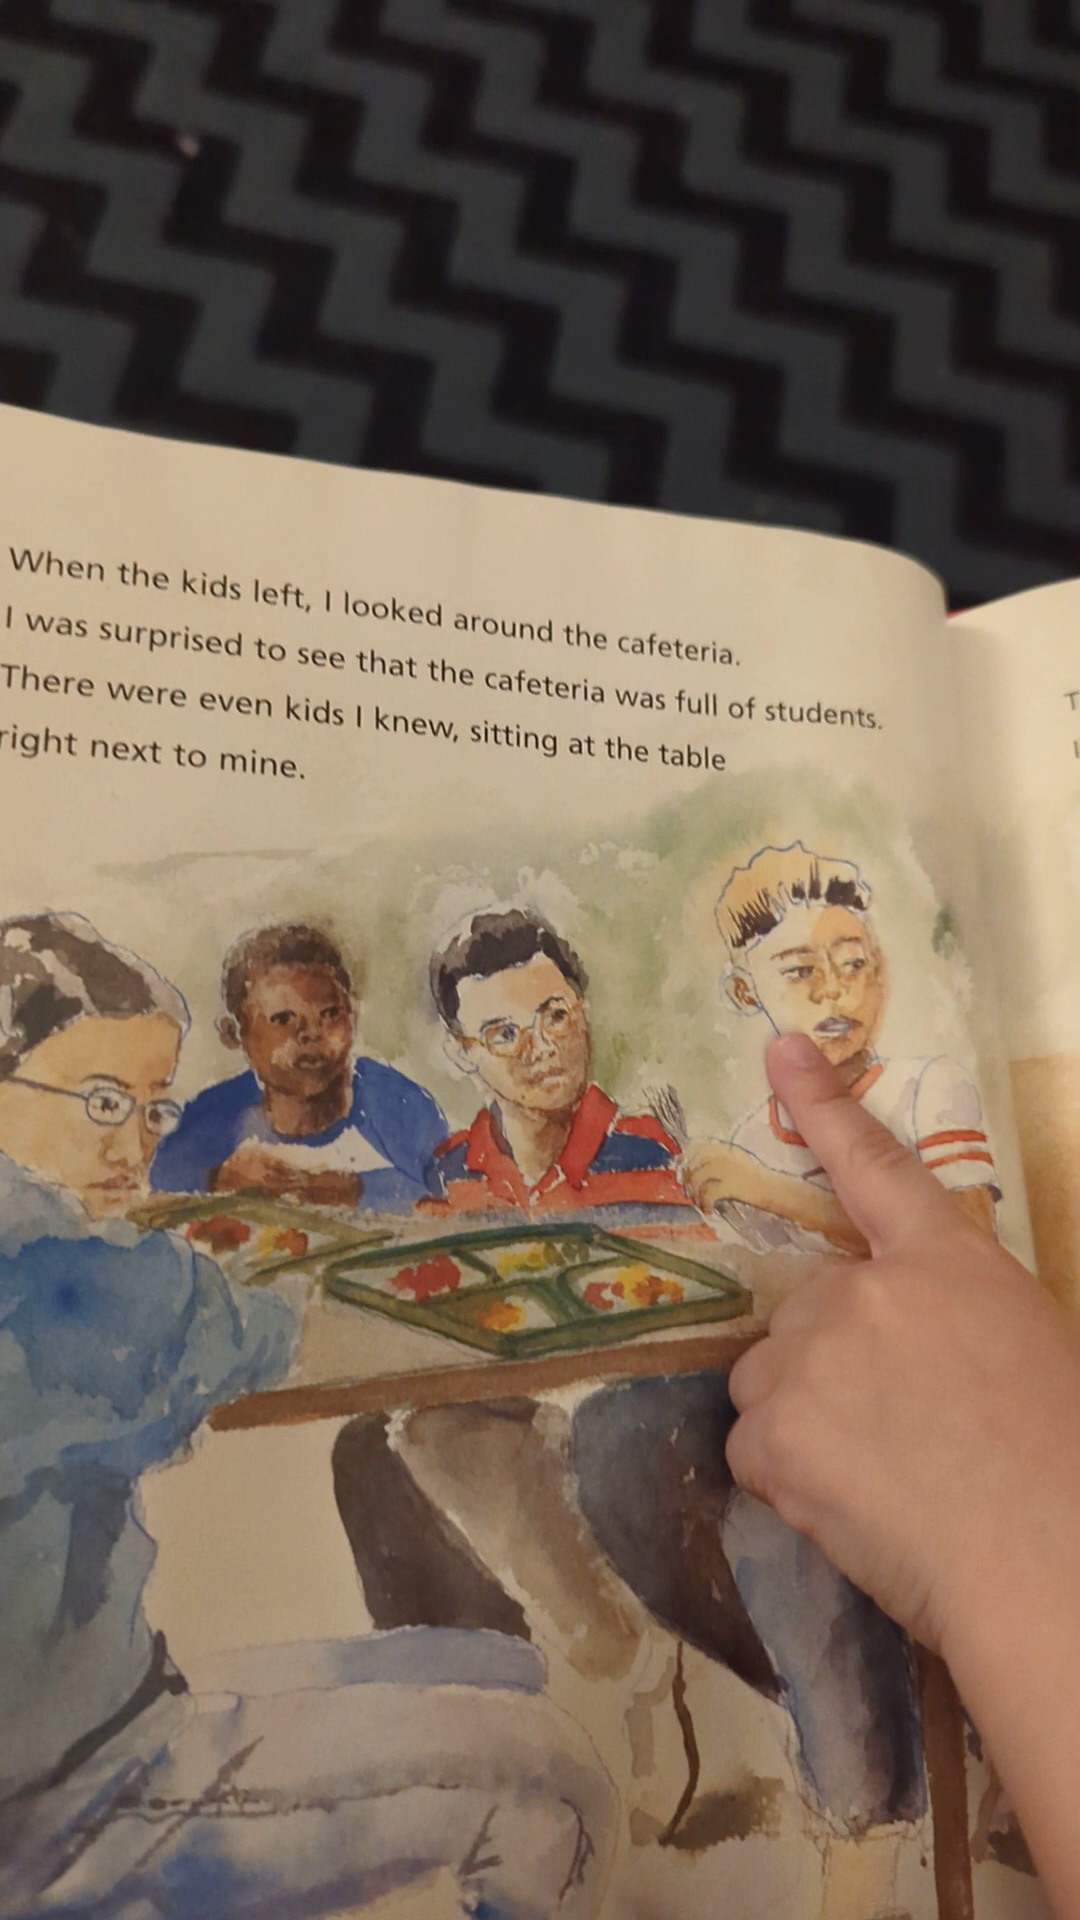 When the kids left, I looked around the cafeteria.
I was surprised to see that the cafeteria was full of students.
There were even kids I knew, sitting at the table
right next to mine.